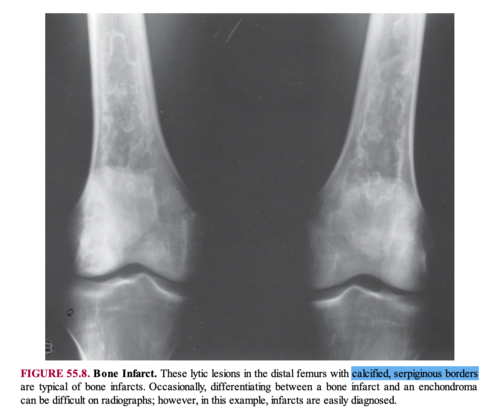 FIGURE 55.8. Bone Infarct. These lytic lesions in the distal femurs with calcified, serpiginous borders
are typical of bone infarcts. Occasionally, differentiating between a bone infarct and an enchondroma
can be difficult on radiographs; however, in this example, infarcts are easily diagnosed.